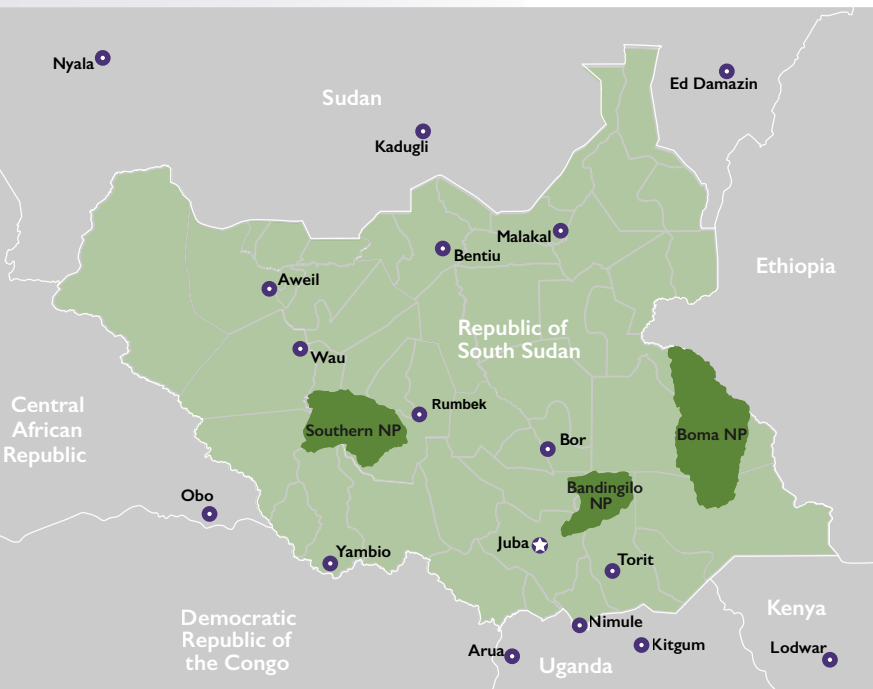 Nyala
Ed Damazin
Sudan
Kadugli
Malakal
Bentiu
Ethiopia
Aweil
Republic of
South Sudan
Wau
Central
African
Republic
Rumbek
Southern NP
Boma NP
Bor
Bandingilo
NP
Obo
Juba
Yambio
Torit
Democratic
Republic of
the Congo
Nimule
Kenya
Kitgum
Arua
Uganda
Lodwar